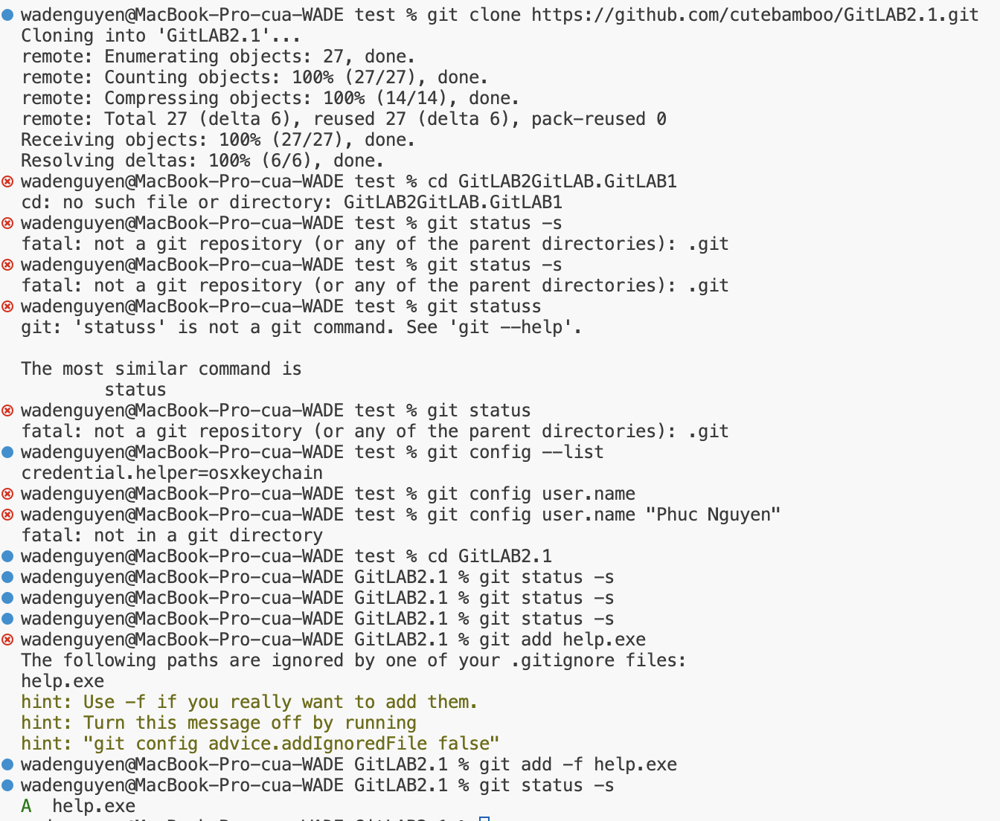 wadenguyen@MacBook-Pro-cua-WADE test % git clone https://github.com/cutebamboo/GitLAB2.1.git
Cloning into 'GitLAB2.1'...
remote: Enumerating objects: 27, done.
remote: Counting objects: 100% (27/27), done.
remote: Compressing objects: 100% (14/14), done.
remote: Total 27 (delta 6), reused 27 (delta 6), pack-reused 0
Receiving objects: 100% (27/27), done.
Resolving deltas: 100% (6/6), done.
wadenguyen@MacBook-Pro-cua-WADE test % cd GitLAB2GitLAB.GitLAB1
cd: no such file or directory: GitLAB2GitLAB.GitLAB1
wadenguyen@MacBook-Pro-cua-WADE test % git status -s
fatal: not a git repository (or any of the parent directories): .git
wadenguyen@MacBook-Pro-cua-WADE test % git status -s
fatal: not a git repository (or any of the parent directories): .git
wadenguyen@MacBook-Pro-cua-WADE test % git statuss
git: 'statuss' is not a git command. See 'git --help'.
The most similar command is
status
wadenguyen@MacBook-Pro-cua-WADE test % git status
fatal: not a git repository (or any of the parent directories): .git
wadenguyen@MacBook-Pro-cua-WADE test % git config --list
credential.helper=osxkeychain
wadenguyen@MacBook-Pro-cua-WADE test % git config user.name
wadenguyen@MacBook-Pro-cua-WADE test % git config user.name "Phuc Nguyen"
fatal: not in a git directory
wadenguyen@MacBook-Pro-cua-WADE test % cd GitLAB2.1
wadenguyen@MacBook-Pro-cua-WADE GitLAB2.1 % git status -s
wadenguyen@MacBook-Pro-cua-WADE GitLAB2.1 % git status -s
wadenguyen@MacBook-Pro-cua-WADE GitLAB2.1 % git status -s
wadenguyen@MacBook-Pro-cua-WADE GitLAB2.1 % git add help.exe
The following paths are ignored by one of your .gitignore files:
help.exe
hint: Use -f if you really want to add them.
hint: Turn this message off by running
hint: "git config advice.addIgnoredFile false"
wadenguyen@MacBook-Pro-cua-WADE GitLAB2.1 % git add -f help.exe
wadenguyen@MacBook-Pro-cua-WADE GitLAB2.1 % git status -s
A  help.exe